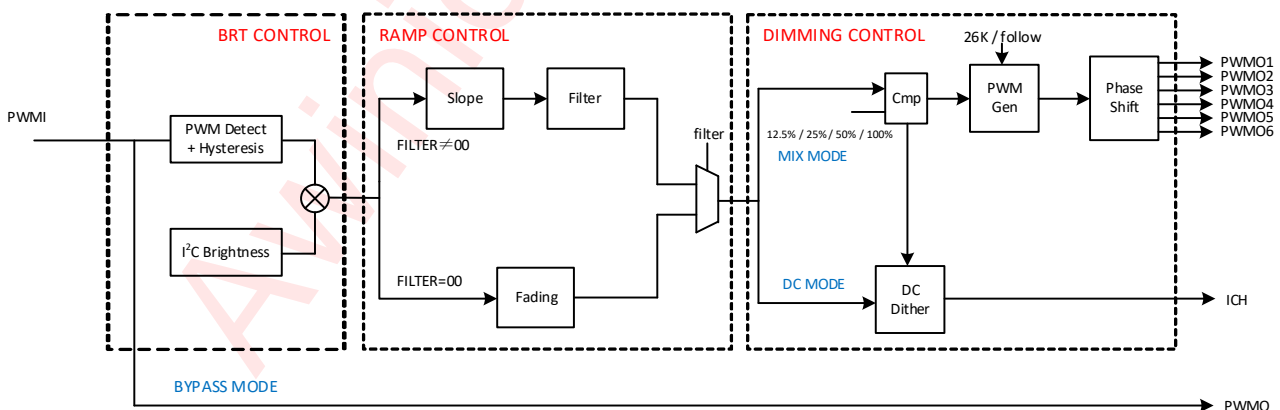 BRT CONTROL
RAMP CONTROL
DIMMING CONTROL
26K / follow
PWMI
PWM Detect
+ Hysteresis
I²C Brightness
Slope
Filter
FILTER≠00
FILTER=00
Fading
filter
Cmp
12.5% / 25% / 50% / 100%
MIX MODE
DC MODE
DC
Dither
PWM
Gen
Phase
Shift
PWMO1
PWMO2
PWMO3
PWMO4
PWMO5
PWMO6
ICH
BYPASS MODE
PWMO
Awinic